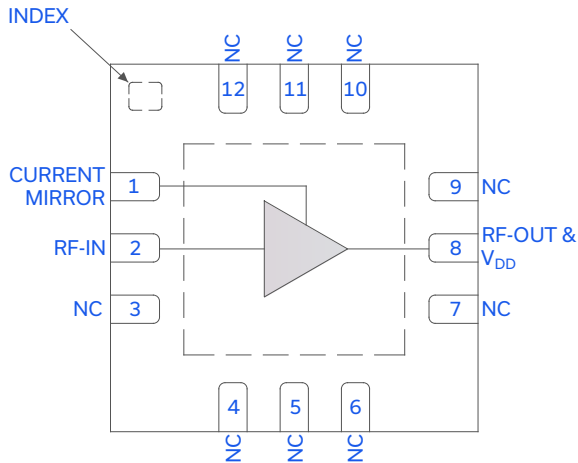 INDEX
NC
NC
NC
12
11
10
CURRENT
MIRROR
1
9
NC
RF-IN
2
8
RF-OUT &
VDD
NC
3
7
NC
4
5
6
NC
NC
NC